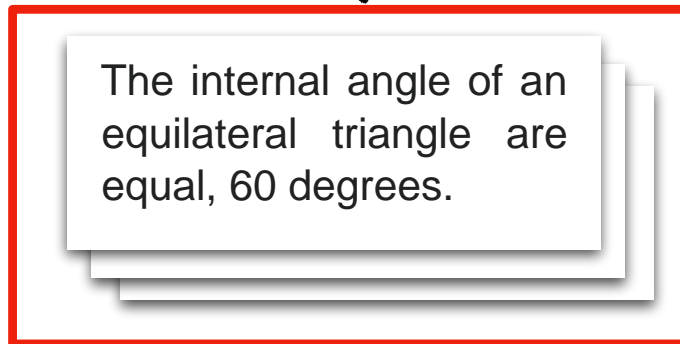 The internal angle of an
equilateral triangle are
equal, 60 degrees.